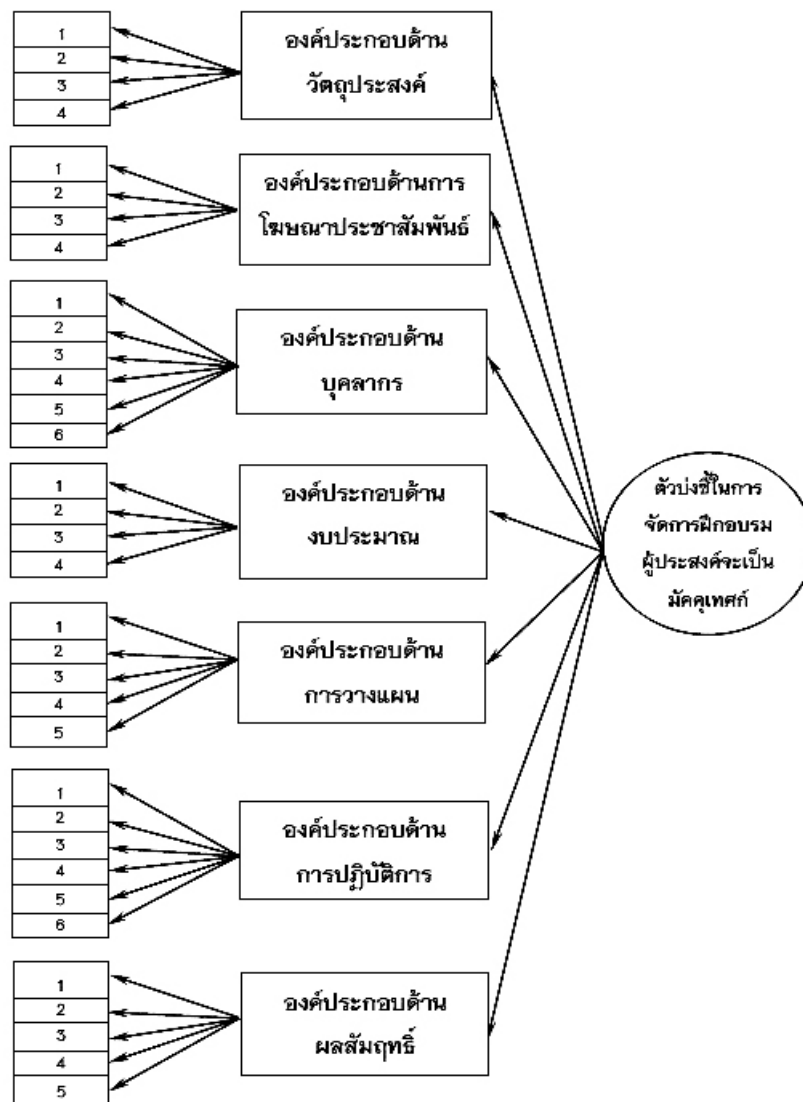 1
2
3
4
องค์ประกอบด้าน
วัตถุประสงค์
1
2
3
4
องค์ประกอบด้านการ
โฆษณาประชาสัมพันธ์
1
2
3
4
5
6
องค์ประกอบด้าน
บุคลากร
1
2
3
4
องค์ประกอบด้าน
งบประมาณ
ตัวบ่งชี้ในการ
จัดการฝึกอบรม
ผู้ประสงค์จะเป็น
มัคคุเทศก์
1
2
3
4
5
องค์ประกอบด้าน
การวางแผน
1
2
3
4
5
6
องค์ประกอบด้าน
การปฏิบัติการ
1
2
3
4
5
องค์ประกอบด้าน
ผลสัมฤทธิ์